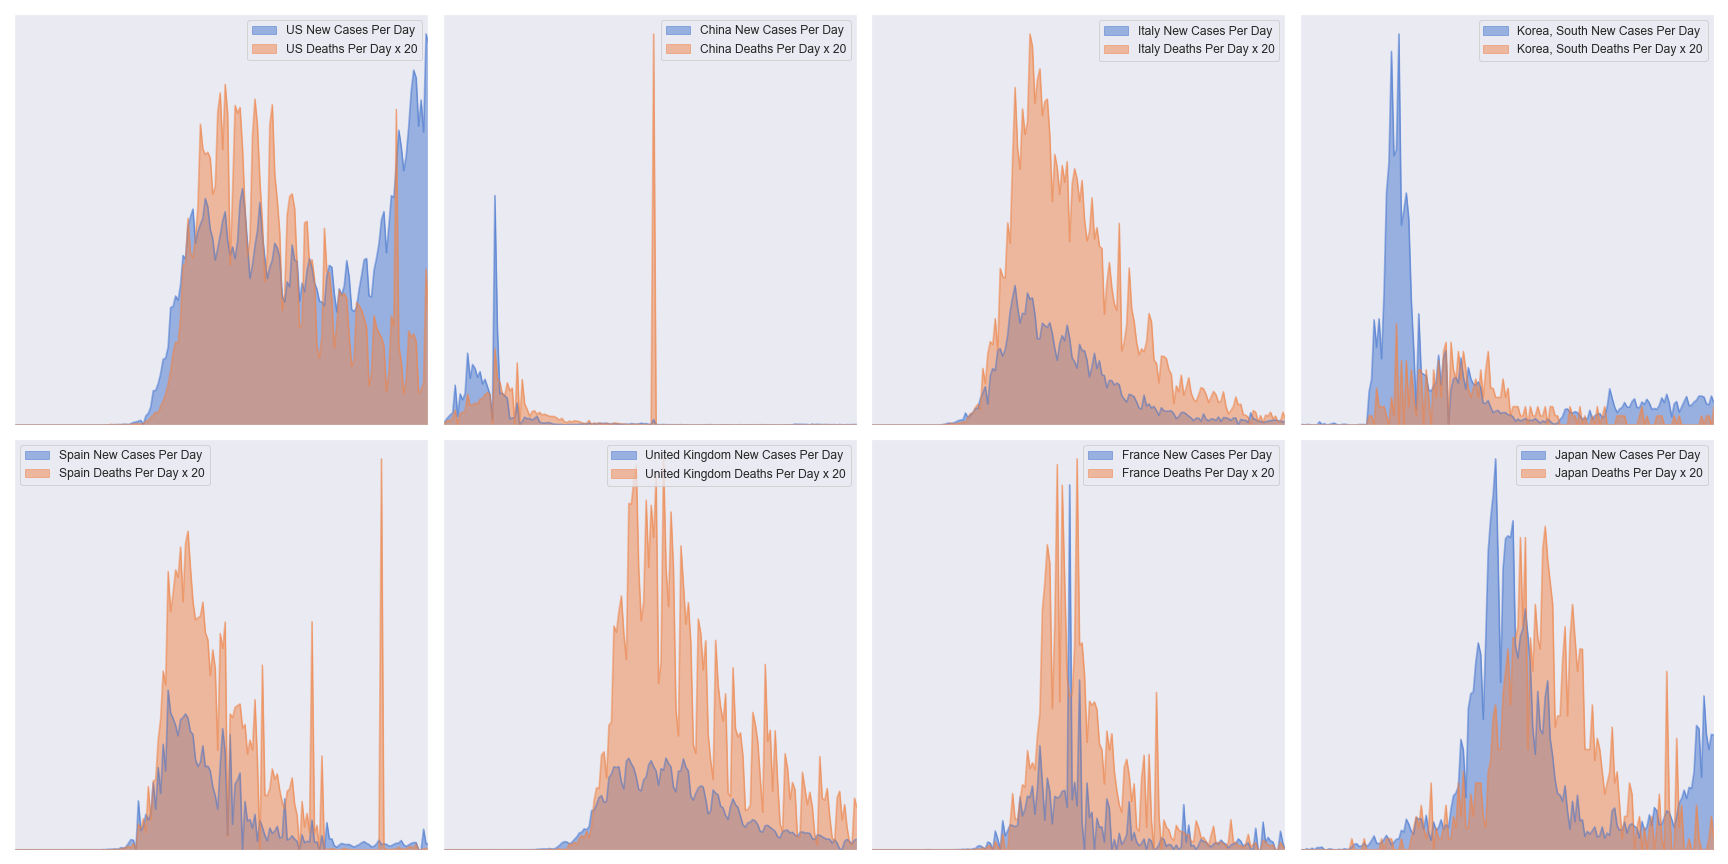 US New Cases Per Day
US Deaths Per Day x 20
China New Cases Per Day
China Deaths Per Day x 20
Italy New Cases Per Day
Italy Deaths Per Day x 20
Korea, South New Cases Per Day
Korea, South Deaths Per Day x 20
Spain New Cases Per Day
Spain Deaths Per Day x 20
United Kingdom New Cases Per Day
United Kingdom Deaths Per Day x 20
France New Cases Per Day
France Deaths Per Day x 20
Japan New Cases Per Day
Japan Deaths Per Day x 20